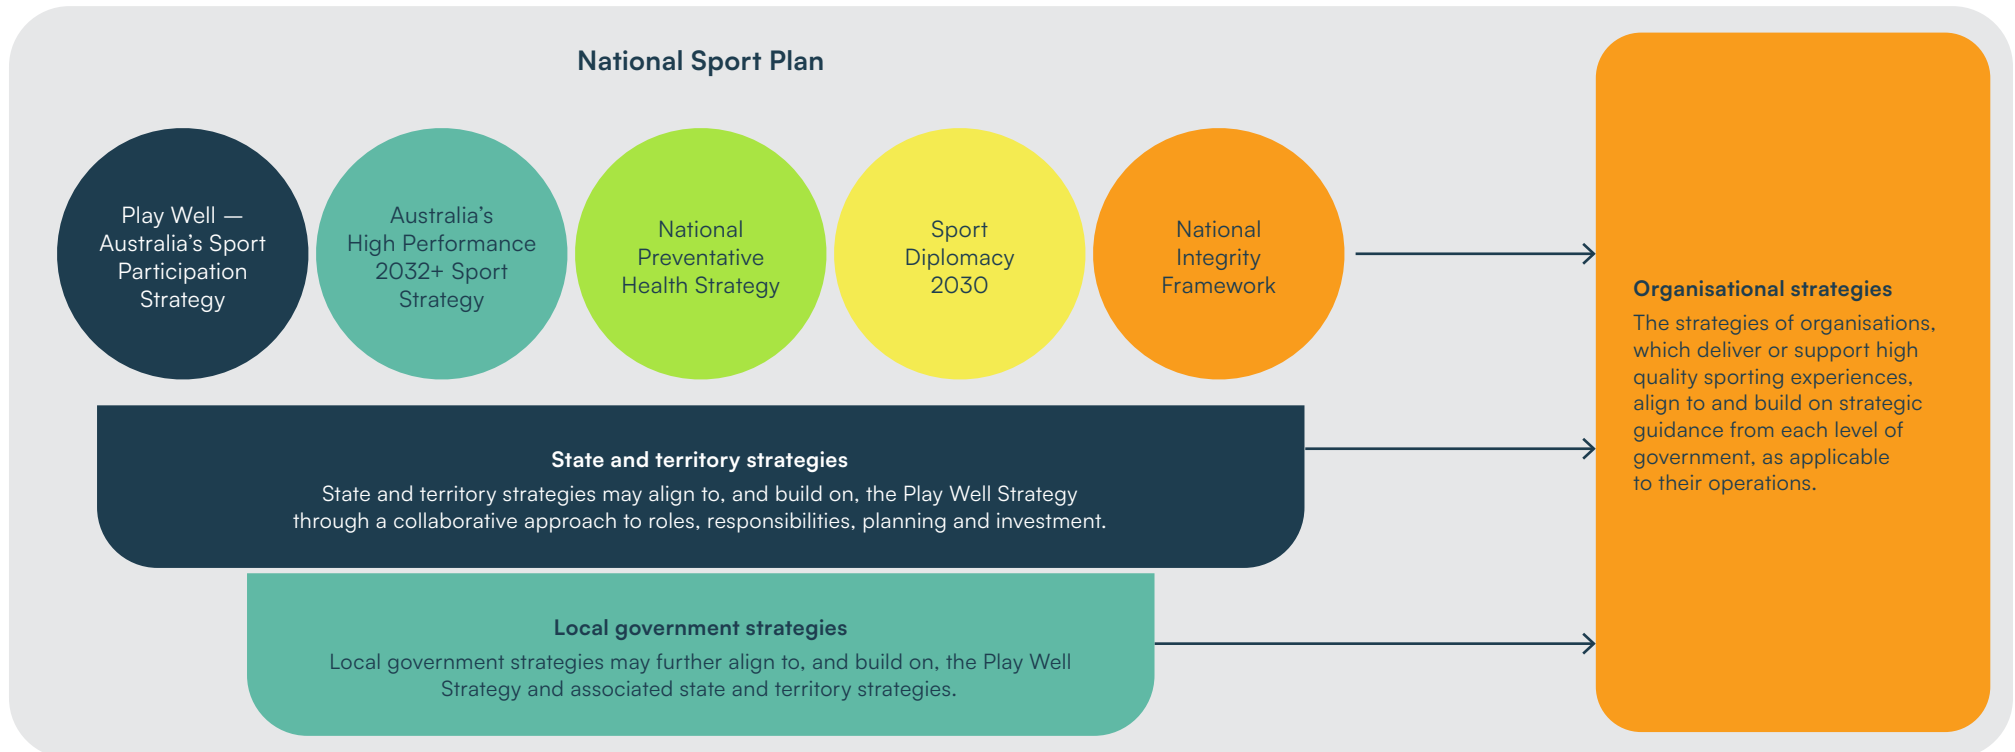 National Sport Plan
Play Well –
Australia’s Sport
Participation
Strategy
Australia’s
High Performance
2032+ Sport
Strategy
National
Preventative
Health Strategy
Sport
Diplomacy
2030
National
Integrity
Framework
State and territory strategies
State and territory strategies may align to, and build on, the Play Well Strategy
through a collaborative approach to roles, responsibilities, planning and investment.
Local government strategies
Local government strategies may further align to, and build on, the Play Well
Strategy and associated state and territory strategies.
Organisational strategies
The strategies of organisations,
which deliver or support high
quality sporting experiences,
align to and build on strategic
guidance from each level of
government, as applicable
to their operations.